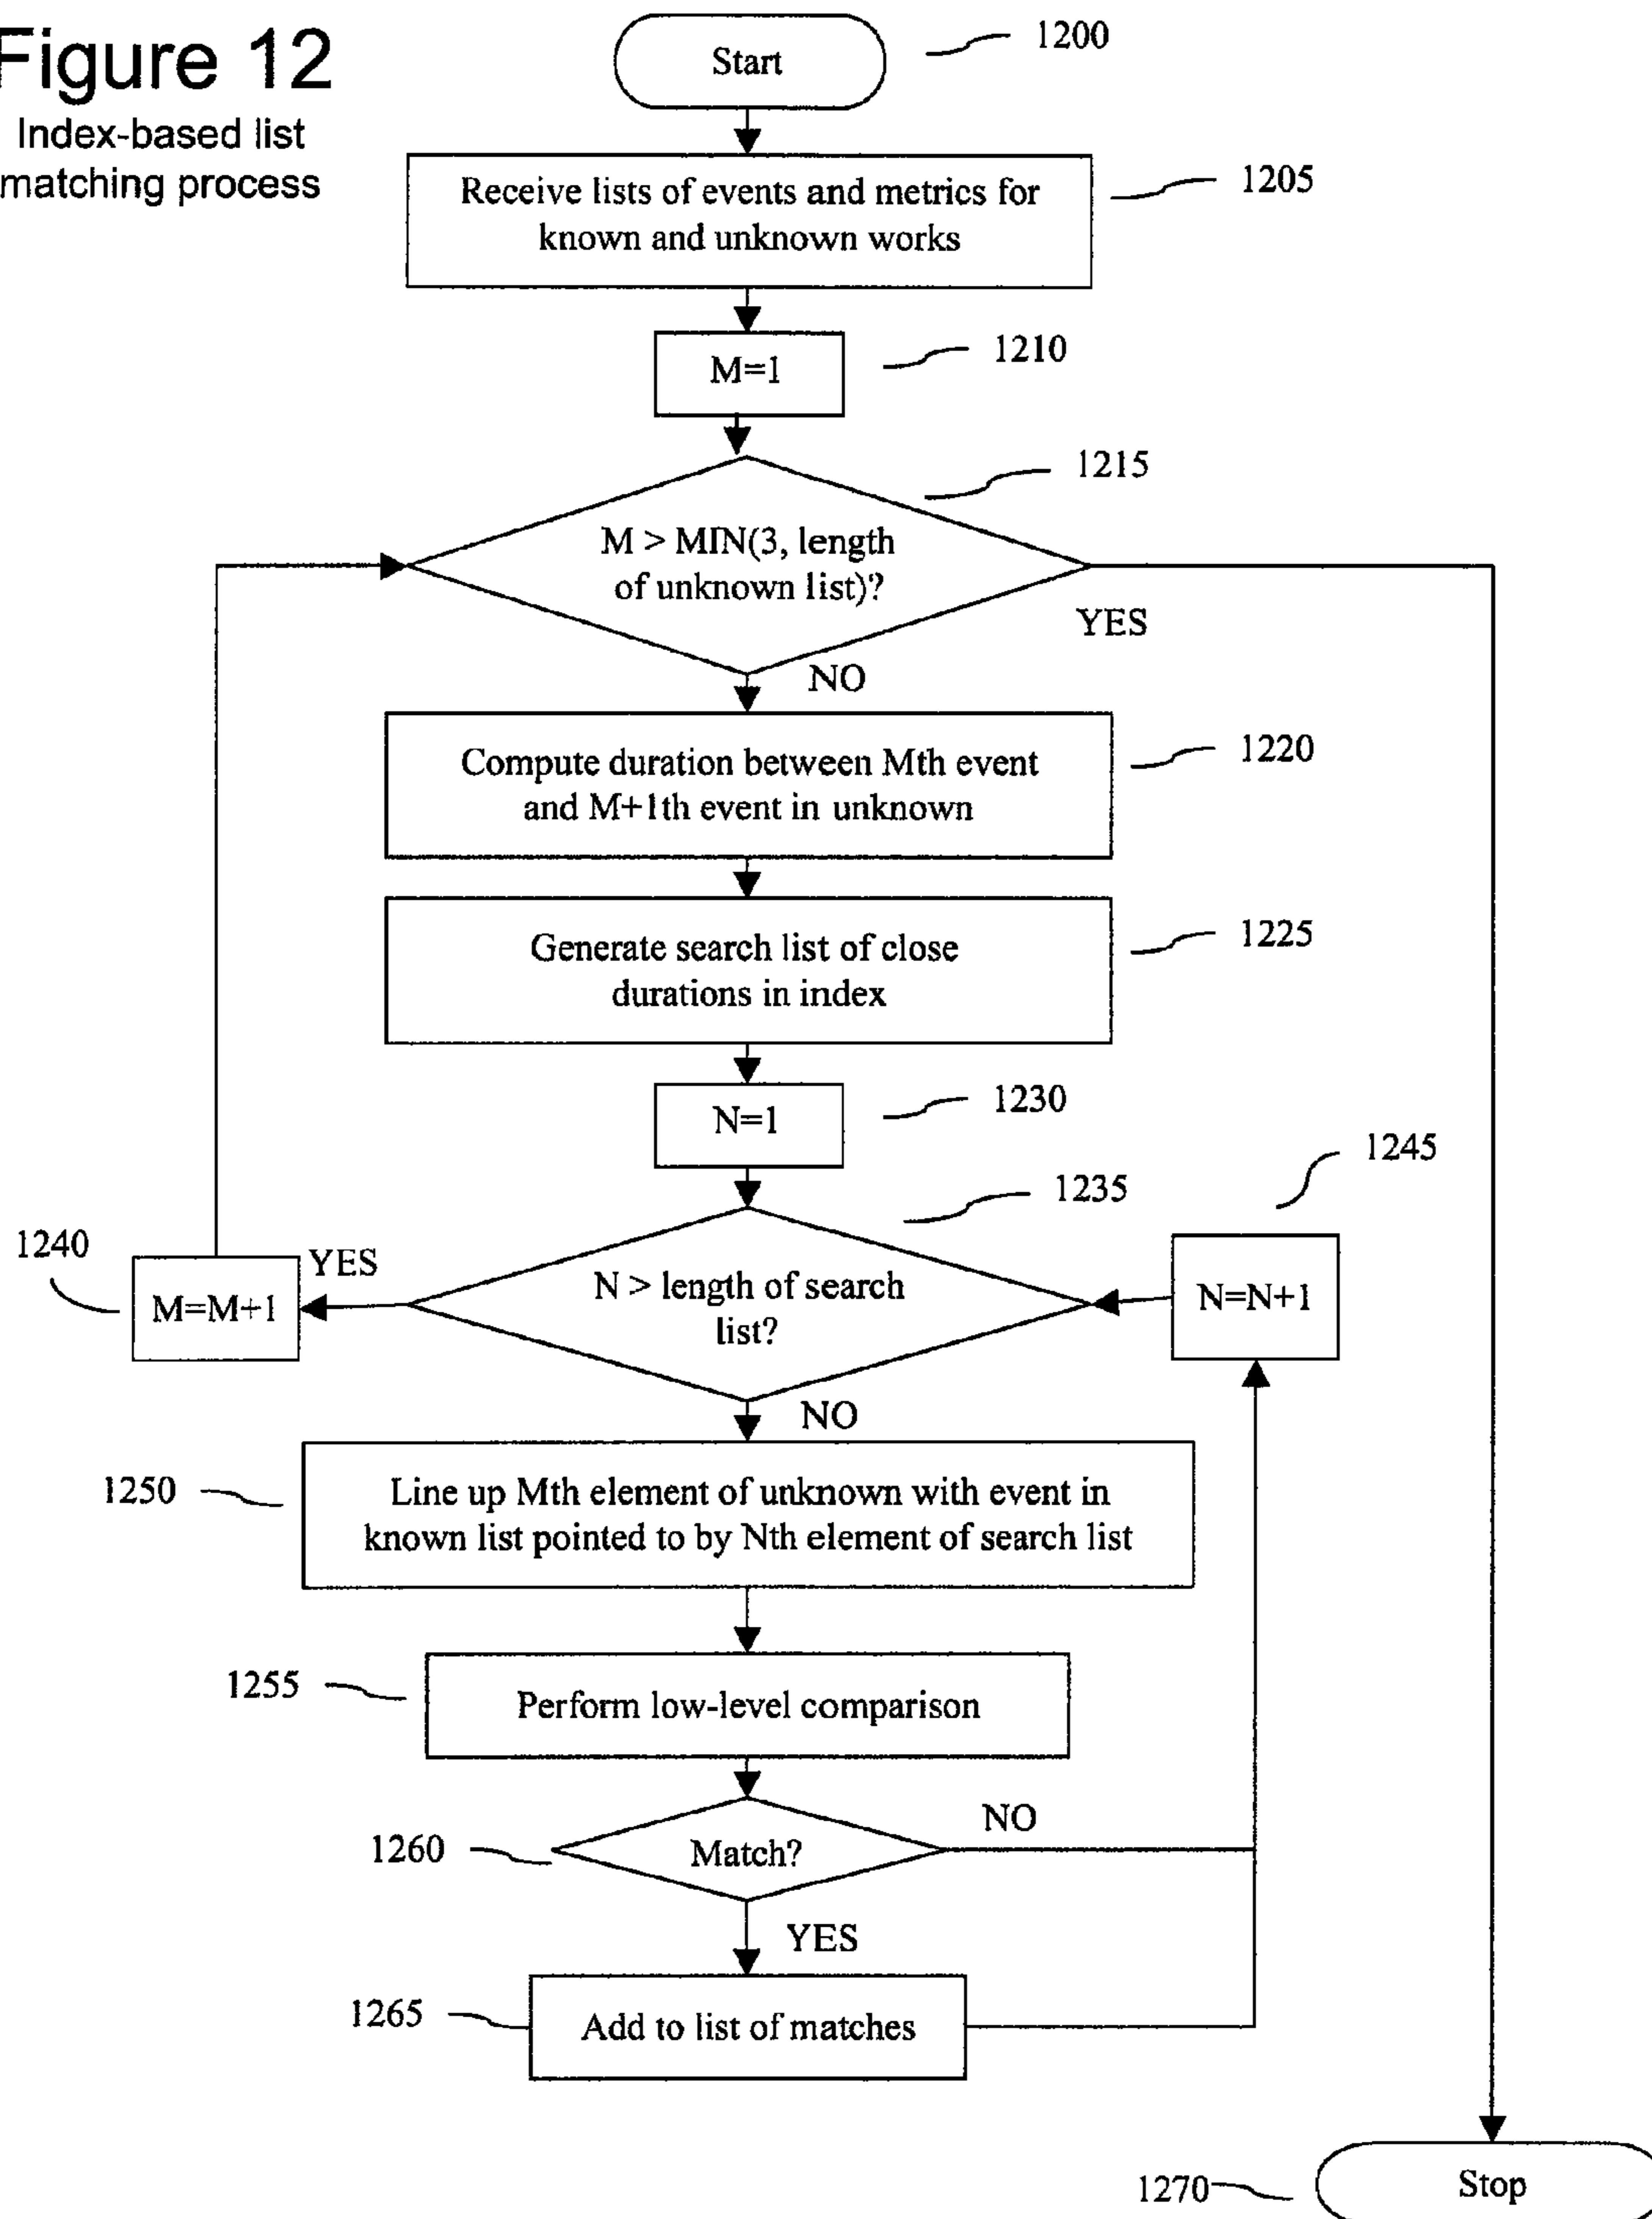 Figure 12
Index-based list
matching process
Start
1200
Receive lists of events and metrics for
known and unknown works
1205
M=1
1210
M > MIN(3, length
of unknown list)?
1215
YES
NO
Compute duration between Mth event
and M+1th event in unknown
1220
Generate search list of close
durations in index
1225
N=1
1230
N > length of search
list?
1235
N=N+1
1245
YES
M=M+1
1240
NO
Line up Mth element of unknown with event in
known list pointed to by Nth element of search list
1250
Perform low-level comparison
1255
Match?
1260
NO
YES
Add to list of matches
1265
Stop
1270